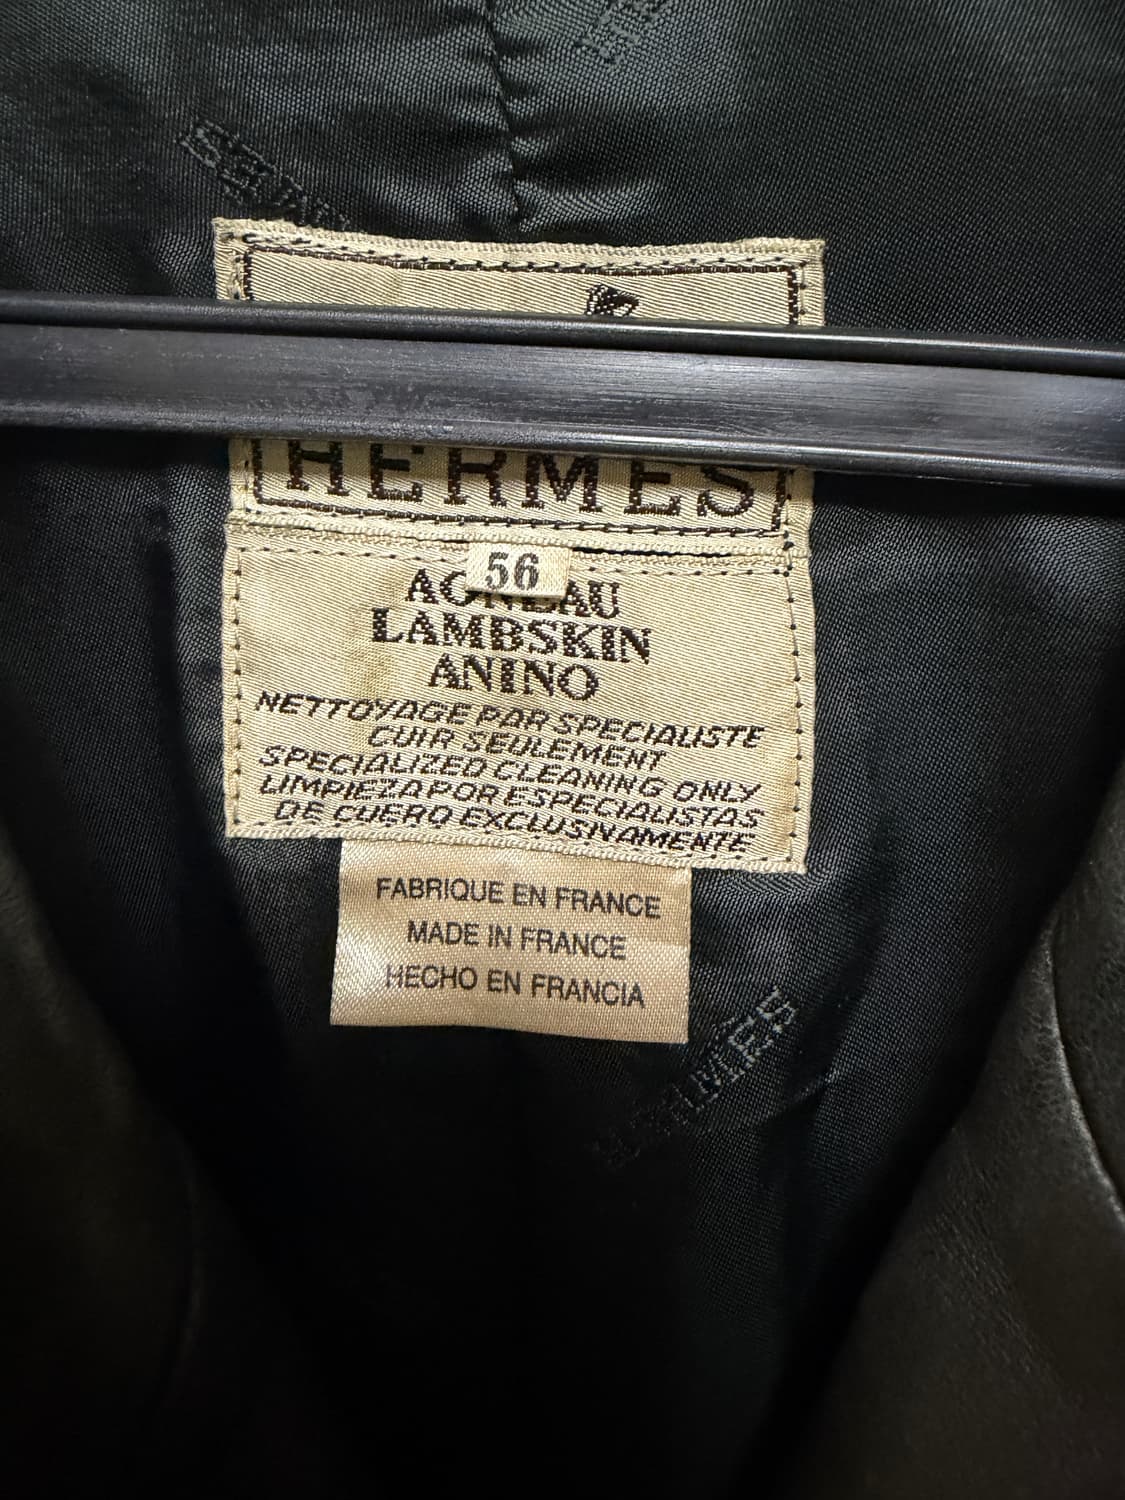 HERMES
56
AGNEAU
LAMBSKIN
ANINO
NETTOYAGE PAR SPECIALISTE
CUIR SEULEMENT
SPECIALIZED CLEANING ONLY
LIMPIEZA POR ESPECIALISTAS
DE CUERO EXCLUSIVAMENTE
FABRIQUE EN FRANCE
MADE IN FRANCE
HECHO EN FRANCIA
HERMES